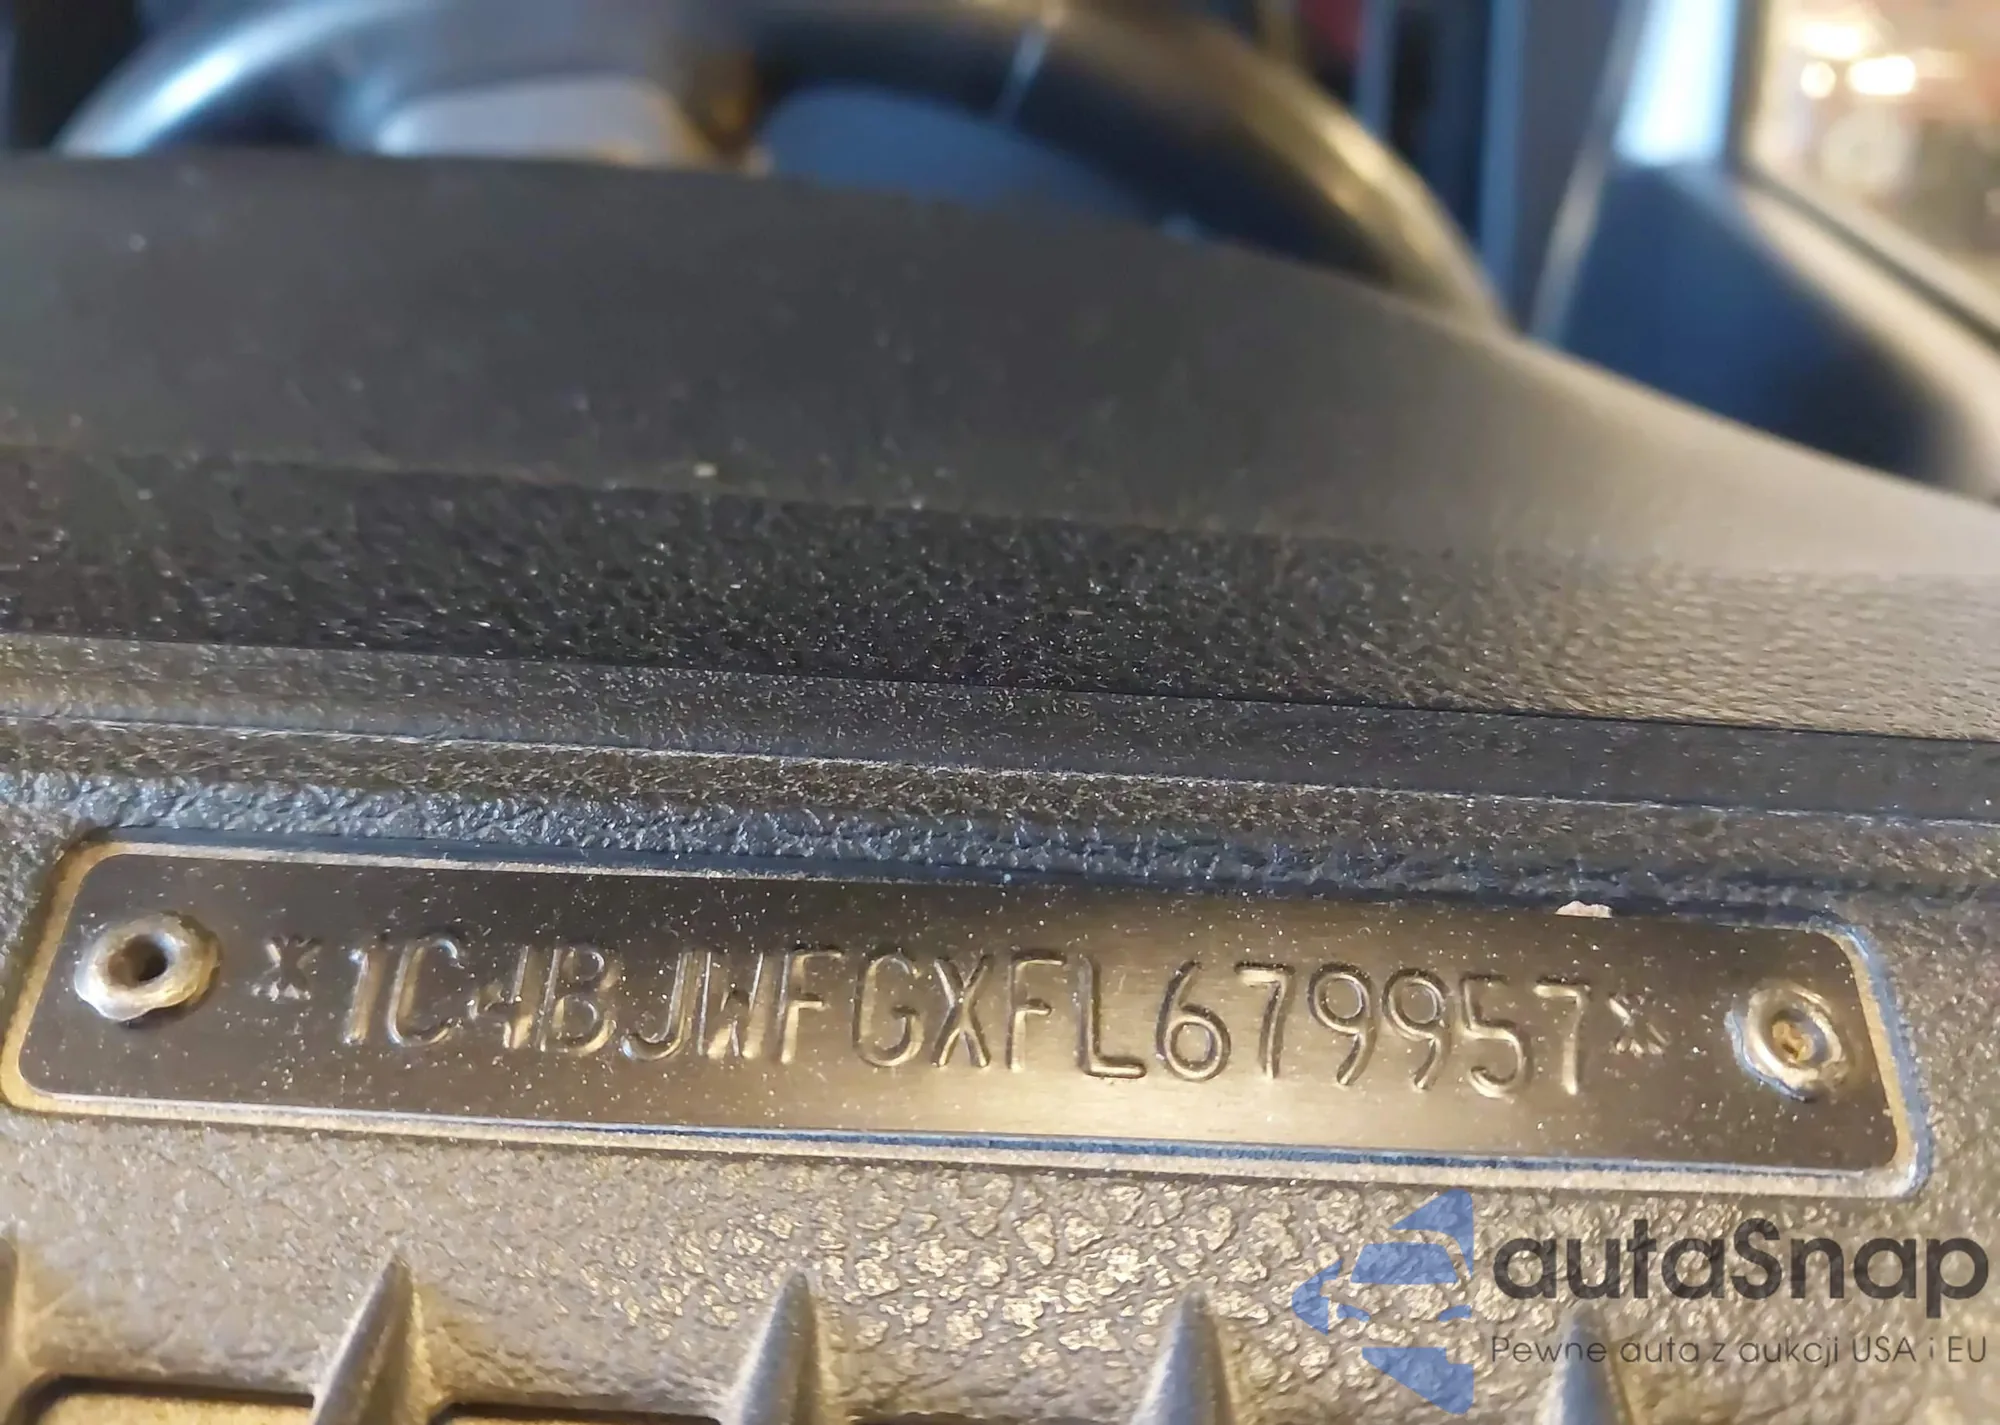 *1C4BJWFGXFL679957*
autaSnap
Pewne auta z aukcji USA i EU